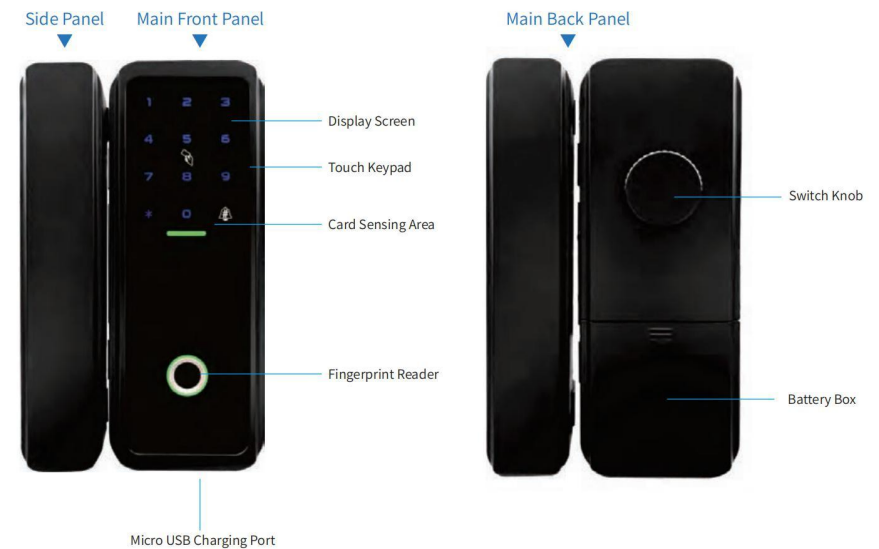 Side Panel
Main Front Panel
Main Back Panel
1 2 3
4 5 6
7 8 9
* 0
Display Screen
Touch Keypad
Card Sensing Area
Fingerprint Reader
Micro USB Charging Port
Switch Knob
Battery Box